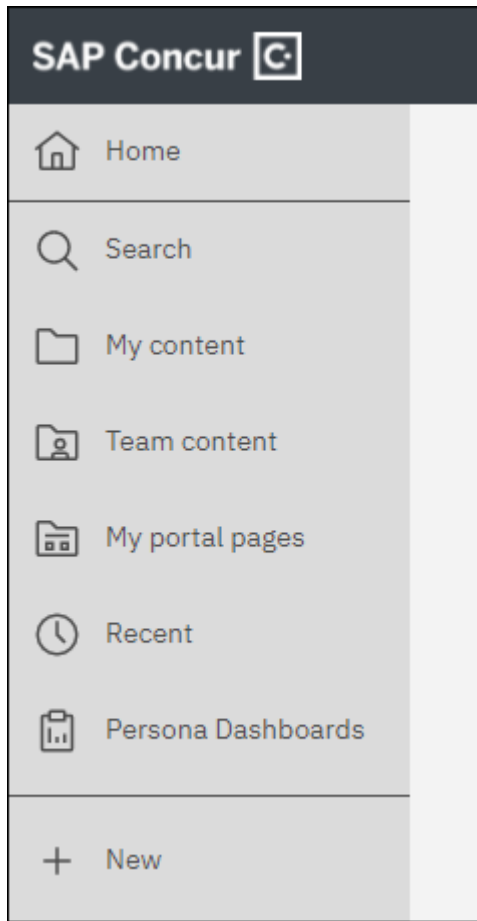 SAP Concur C
Home
Search
My content
Team content
My portal pages
Recent
Persona Dashboards
New